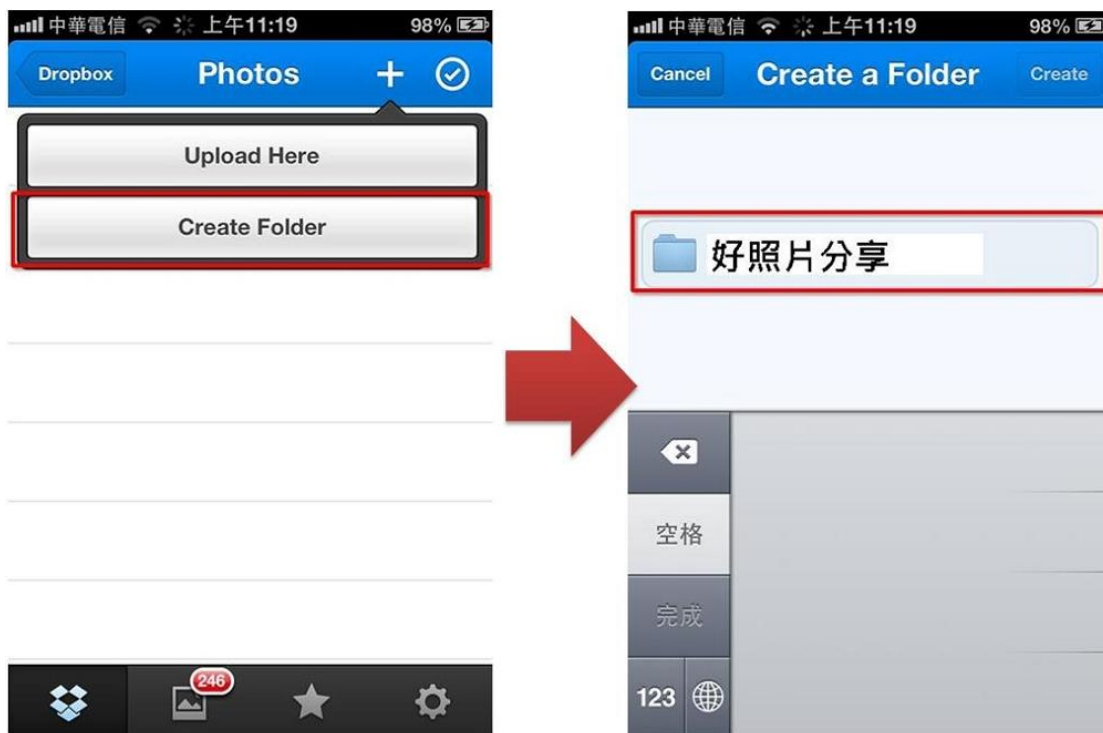 中華電信 上午11:19 98%
Dropbox Photos +
Upload Here
Create Folder
246
中華電信 上午11:19 98%
Cancel Create a Folder Create
好照片分享
空格
完成
123